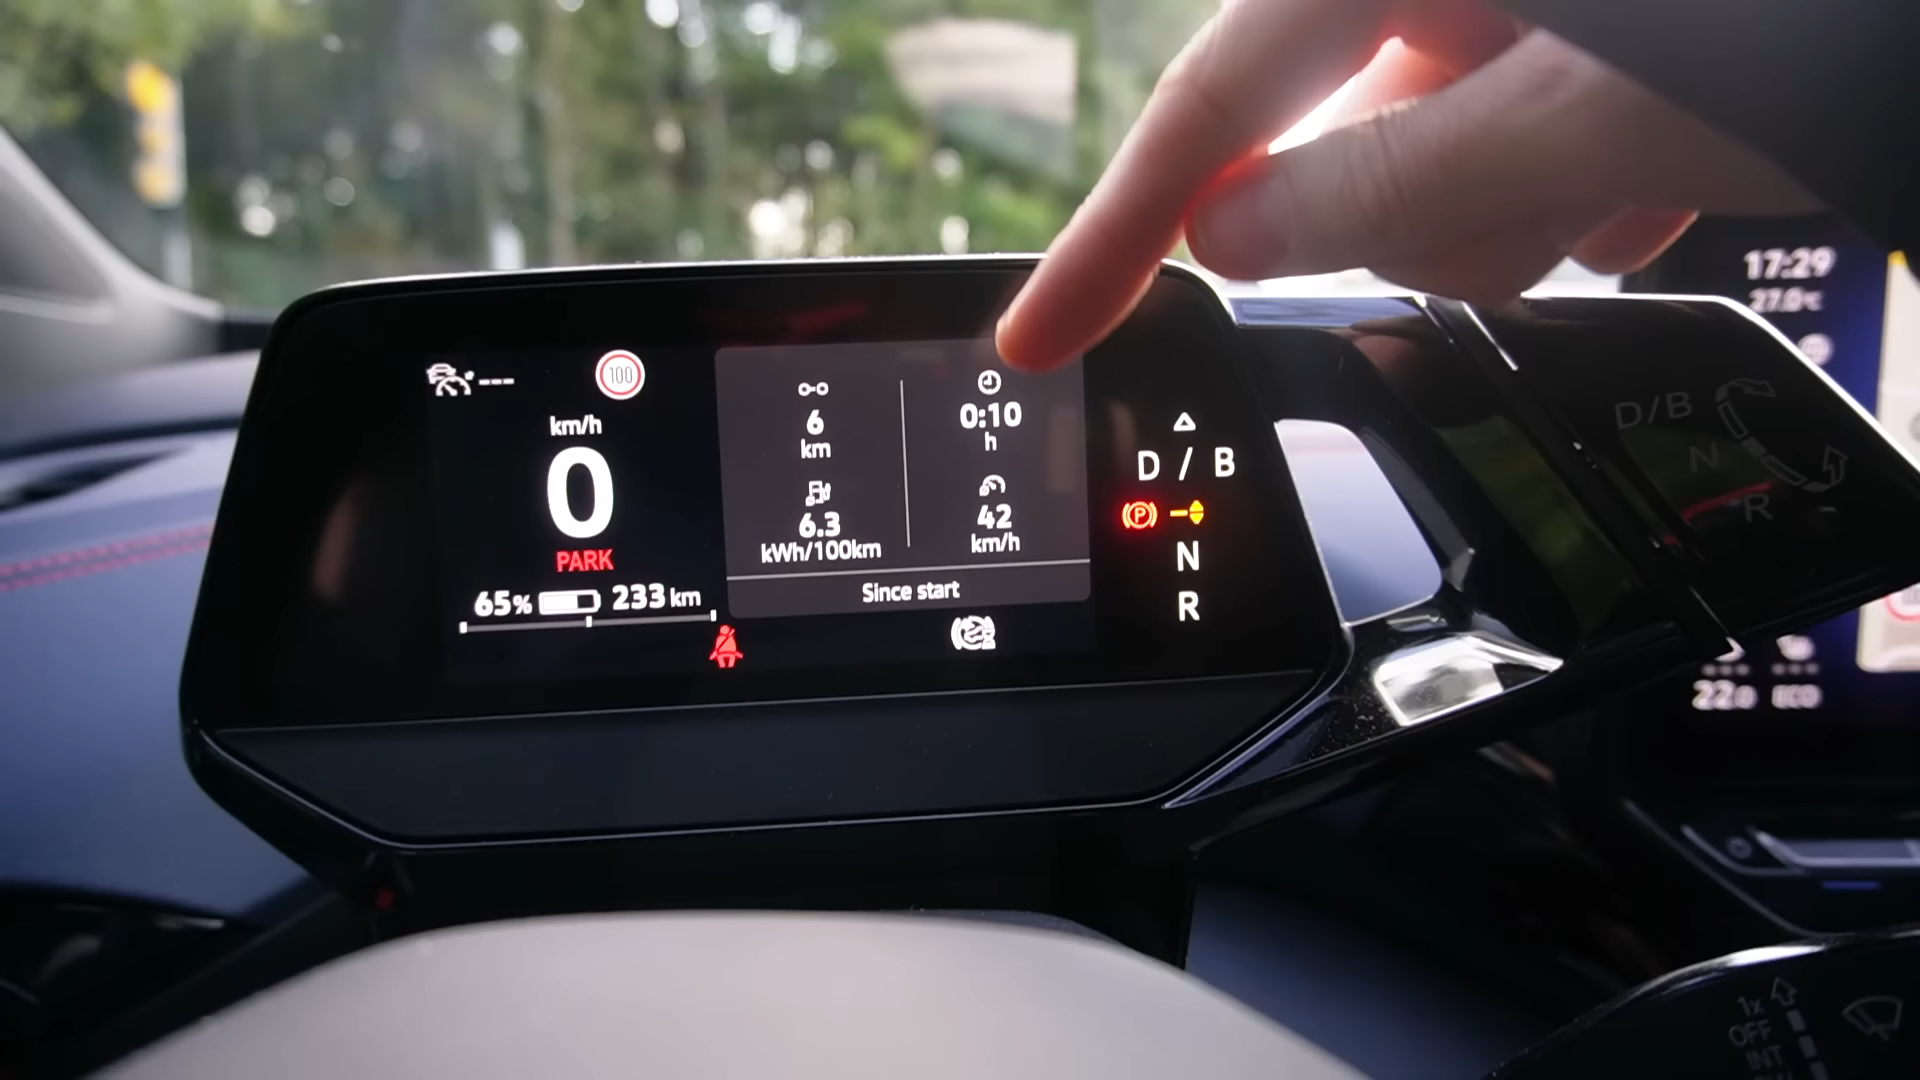 17:29
27.0°C
---
100
km/h
0
PARK
65% 233 km
6
km
0:10
h
6.3
kWh/100km
42
km/h
Since start
D / B
P
N
R
D/B
N
R
22.0 ECO
1x
OFF
INT